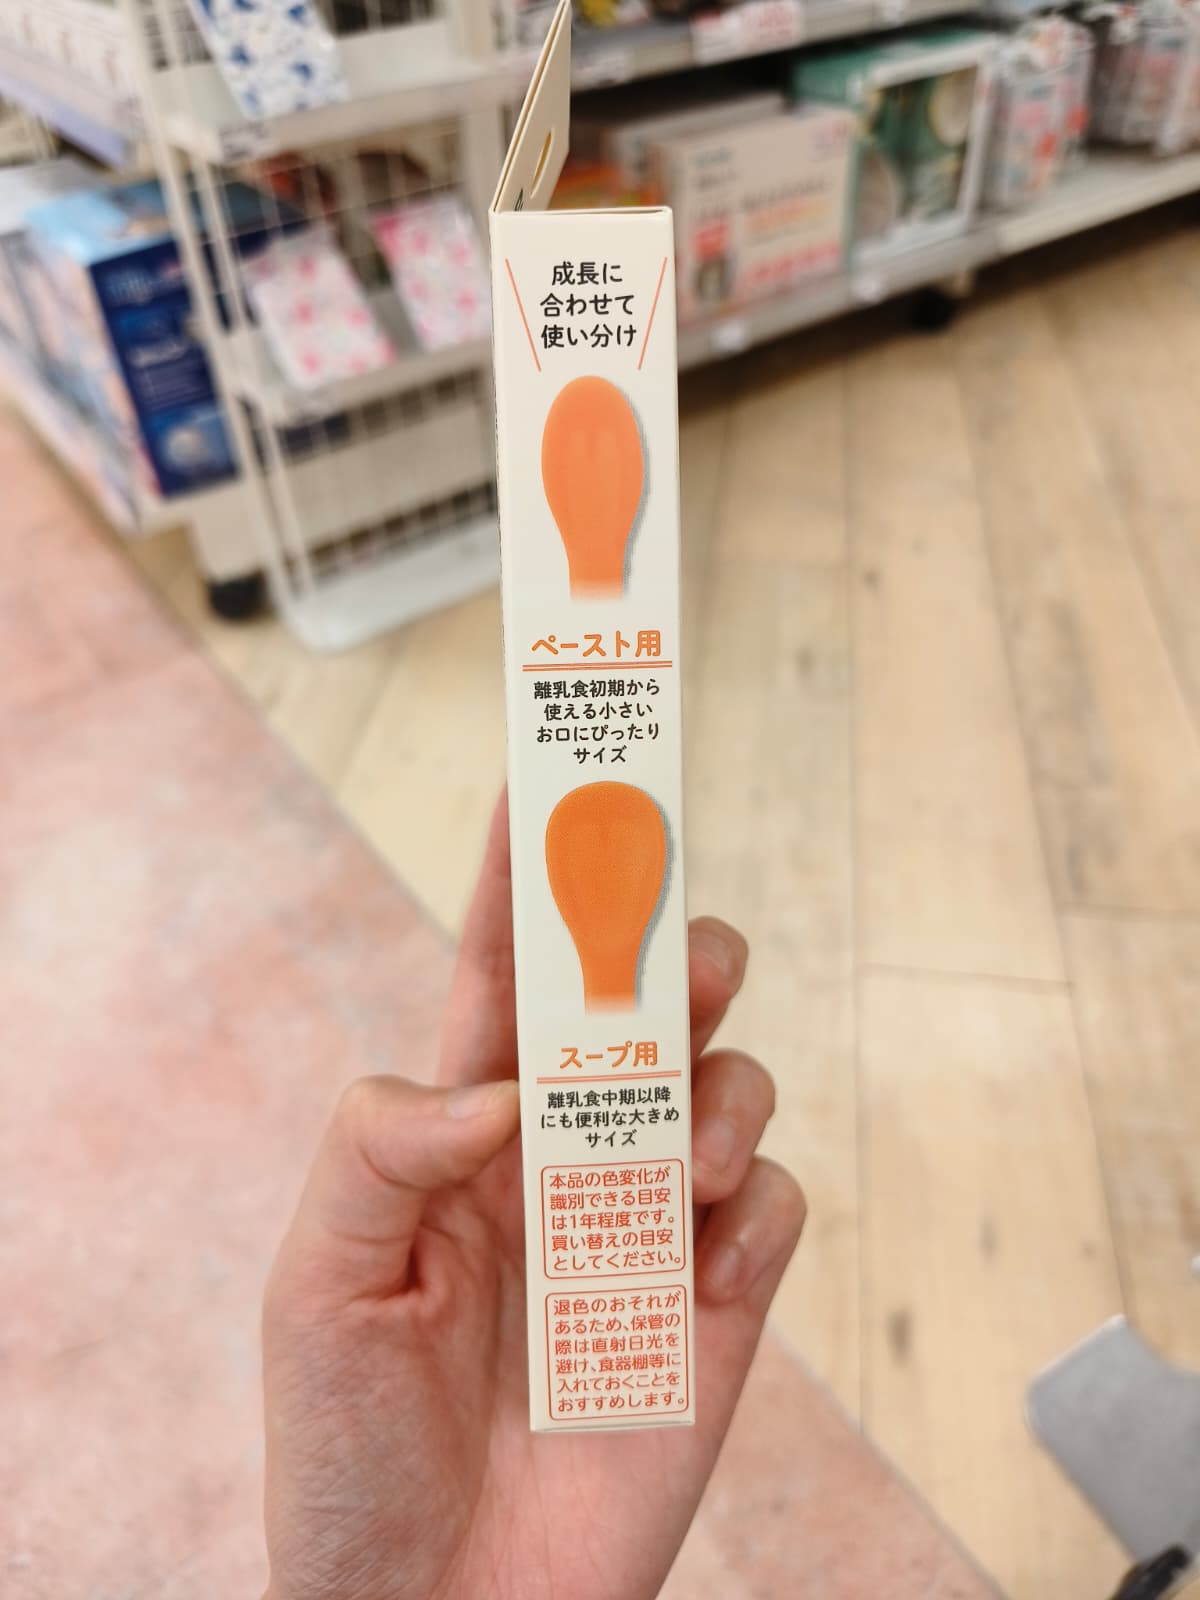 成長に
合わせて
使い分け
ペースト用
離乳食初期から
使える小さい
お口にぴったり
サイズ
スープ用
離乳食中期以降
にも便利な大きめ
サイズ
本品の色変化が
識別できる目安
は1年程度です。
買い替えの目安
としてください。
退色のおそれが
あるため、保管の
際は直射日光を
避け、食器棚等に
入れておくことを
おすすめします。